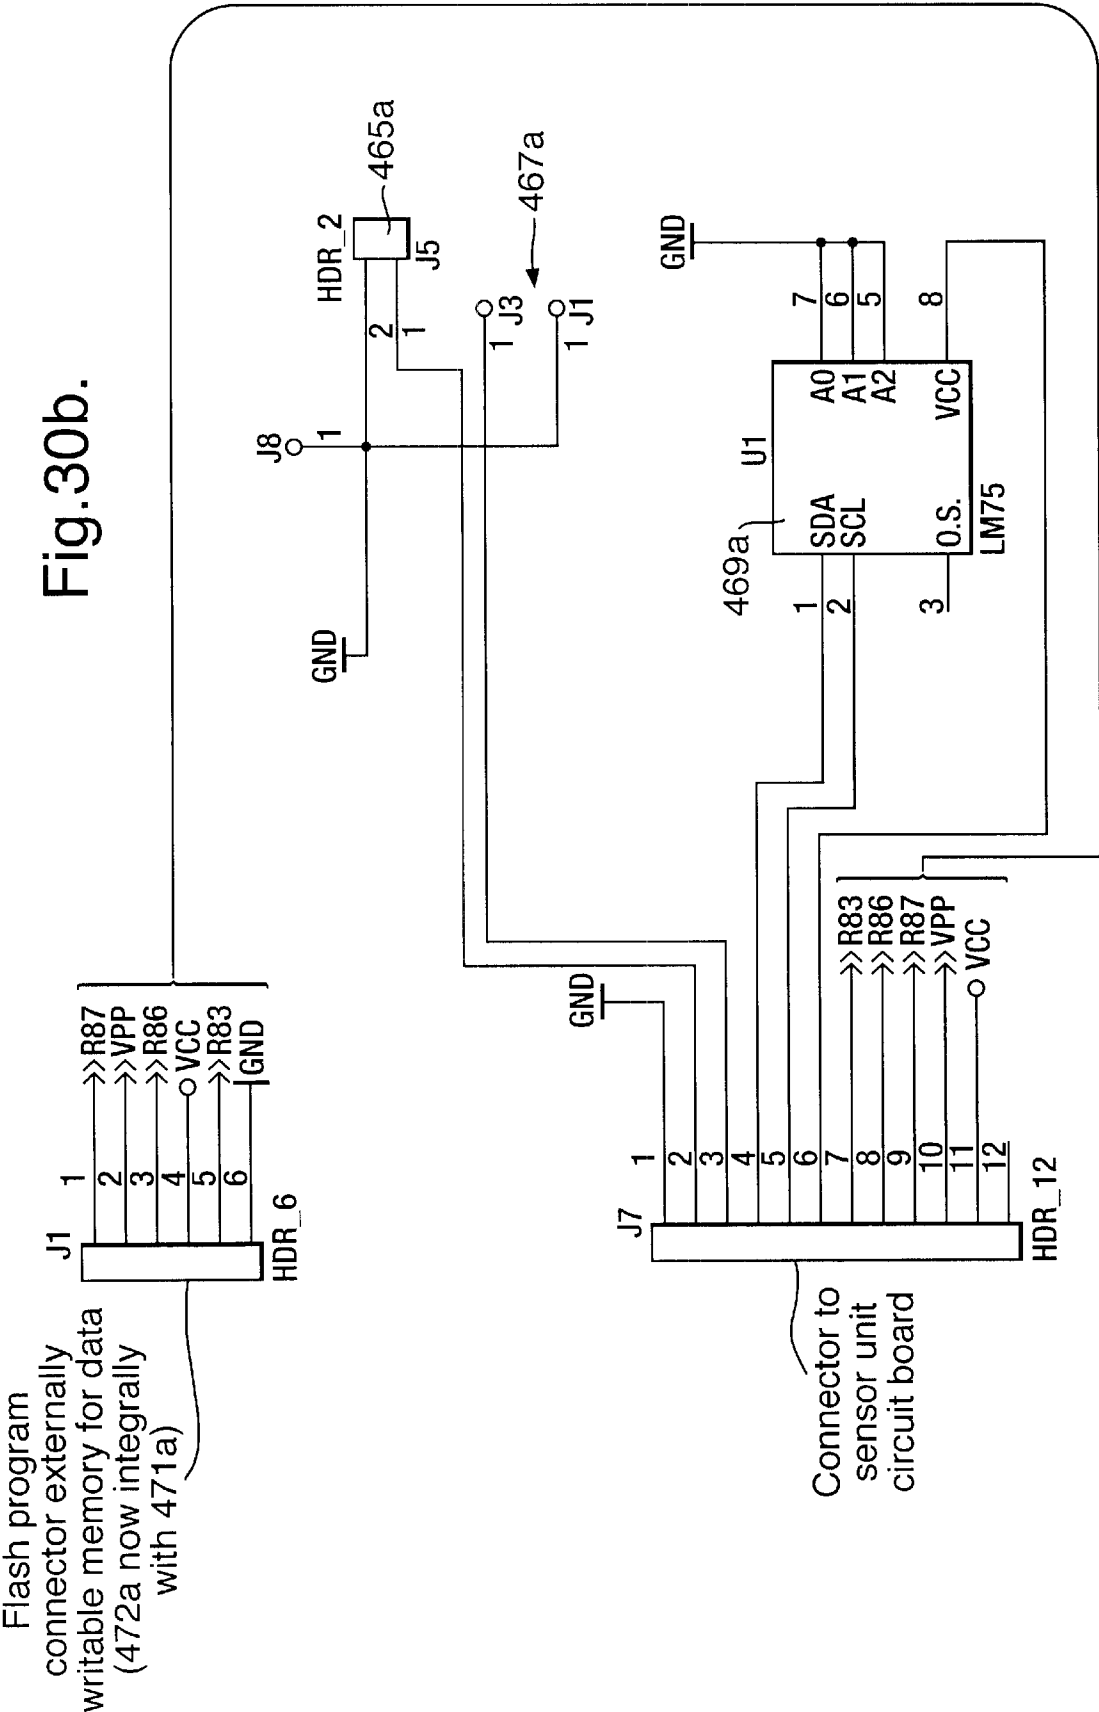 Fig.30b.
Flash program
connector externally
writable memory for data
(472a now integrally
with 471a)
J1
1
2
3
4
5
6
R87
VPP
R86
VCC
R83
GND
HDR_6
GND
J8
1
HDR_2
2
1
J5
465a
1
J3
467a
1
J1
Connector to
sensor unit
circuit board
J7
1
2
3
4
5
6
7
8
9
10
11
12
GND
R83
R86
R87
VPP
VCC
HDR_12
469a
U1
1
2
3
SDA
SCL
O.S.
A0
A1
A2
VCC
7
6
5
8
GND
LM75